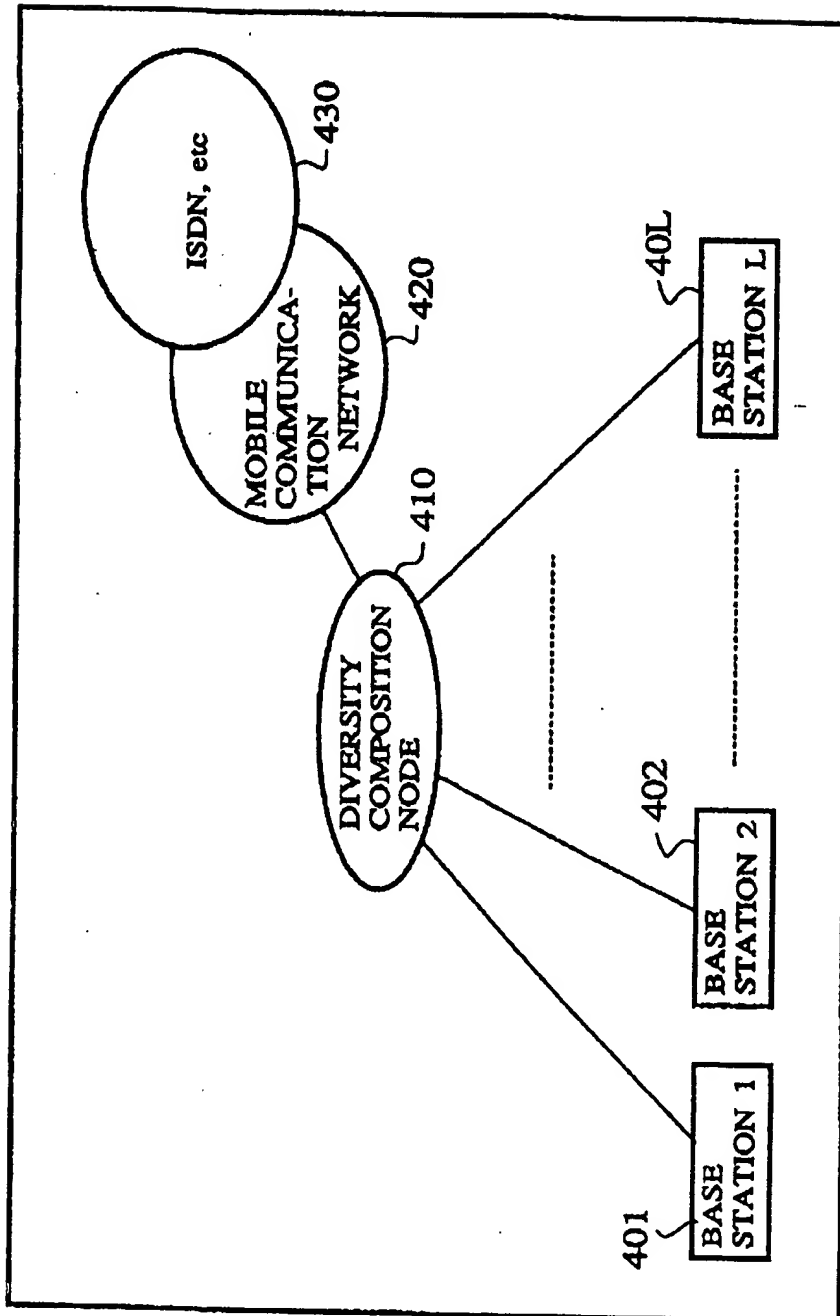 ISDN, etc
430
MOBILE
COMMUNICA-
TION NETWORK
420
DIVERSITY
COMPOSITION
NODE
410
401
BASE
STATION 1
402
BASE
STATION 2
40L
BASE
STATION L